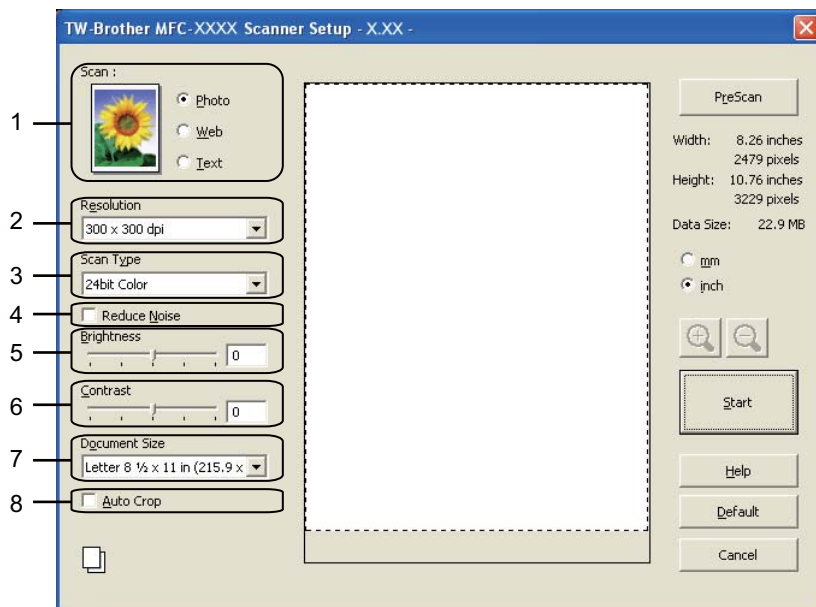 TW-Brother MFC-XXXX Scanner Setup - X.XX -
1
Scan :
Photo
Web
Text
2
Resolution
300 x 300 dpi
3
Scan Type
24bit Color
4
Reduce Noise
5
Brightness
0
6
Contrast
0
7
Document Size
Letter 8 ½ x 11 in (215.9 x
8
Auto Crop
PreScan
Width: 8.26 inches
2479 pixels
Height: 10.76 inches
3229 pixels
Data Size: 22.9 MB
mm
inch
Start
Help
Default
Cancel